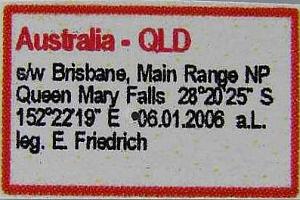 Australia - QLD
s/w Brisbane, Main Range NP
Queen Mary Falls 28°20'25" S
152°22'19" E 06.01.2006 a.L.
leg. E. Friedrich